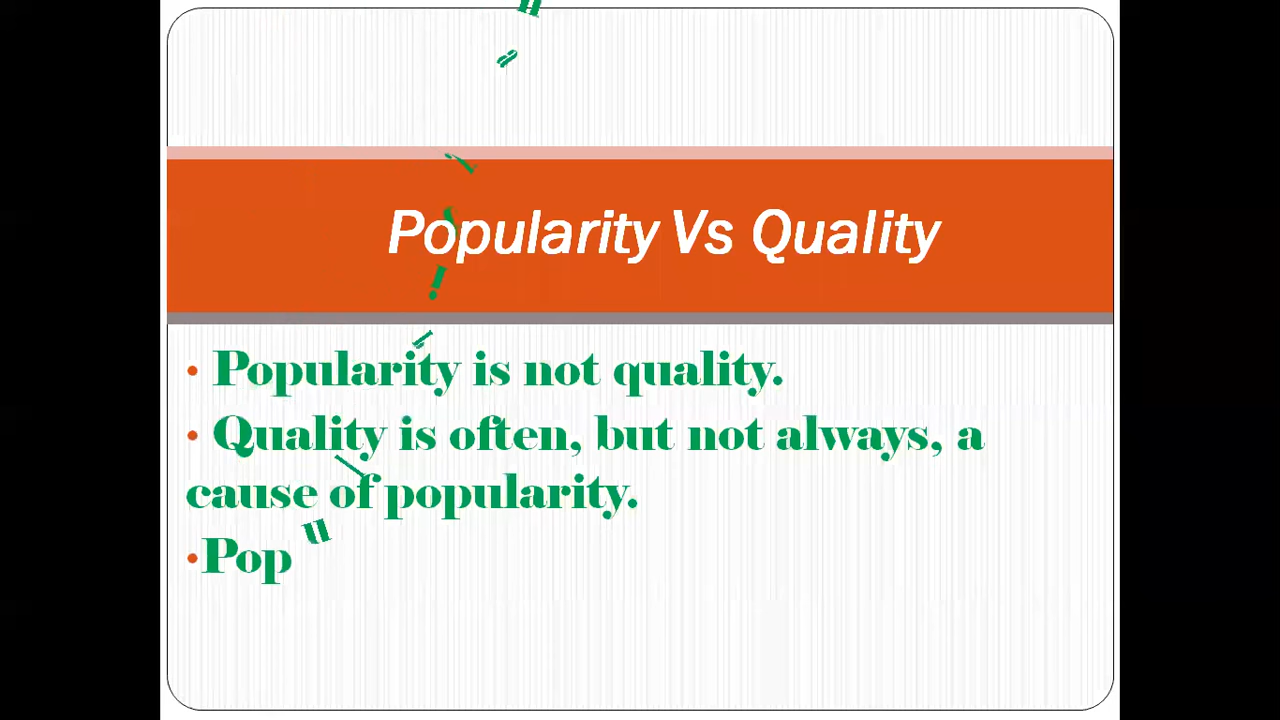 Popularity Vs Quality
• Popularity is not quality.
• Quality is often, but not always, a
cause of popularity.
•Pop u